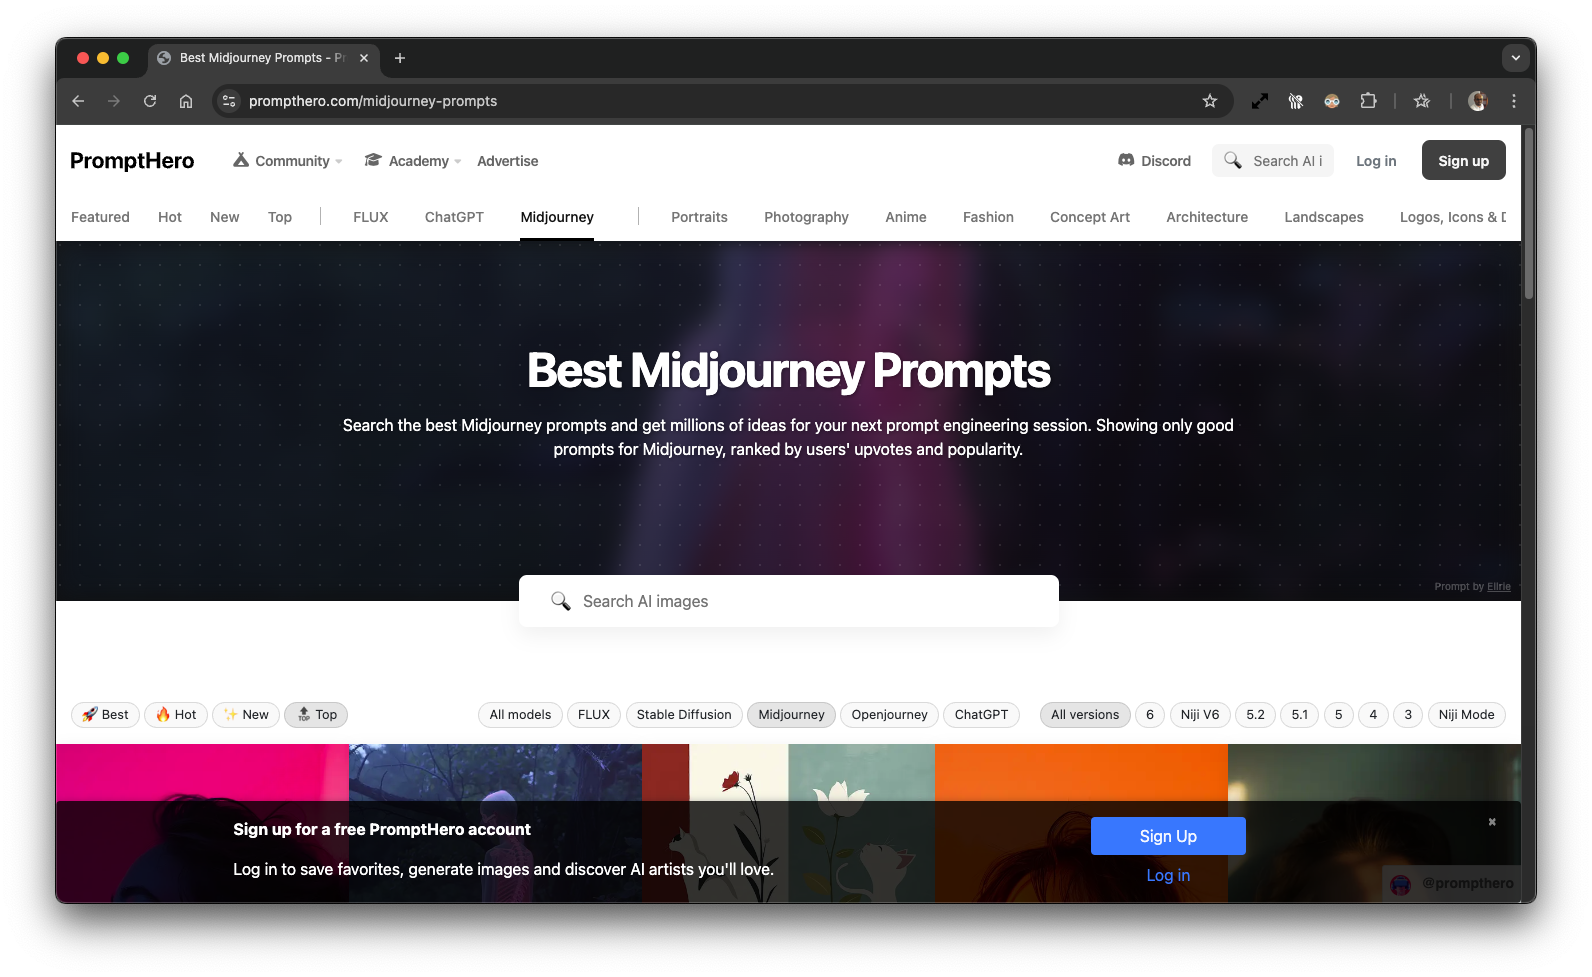 Best Midjourney Prompts - Pr
prompthero.com/midjourney-prompts
PromptHero
Community
Academy
Advertise
Discord
Search AI i
Log in
Sign up
Featured
Hot
New
Top
FLUX
ChatGPT
Midjourney
Portraits
Photography
Anime
Fashion
Concept Art
Architecture
Landscapes
Logos, Icons & D
Best Midjourney Prompts
Search the best Midjourney prompts and get millions of ideas for your next prompt engineering session. Showing only good
prompts for Midjourney, ranked by users' upvotes and popularity.
Prompt by Eilrie
Search AI images
Best
Hot
New
TOP
Top
All models
FLUX
Stable Diffusion
Midjourney
Openjourney
ChatGPT
All versions
6
Niji V6
5.2
5.1
5
4
3
Niji Mode
Sign up for a free PromptHero account
Log in to save favorites, generate images and discover AI artists you'll love.
Sign Up
Log in
@prompthero